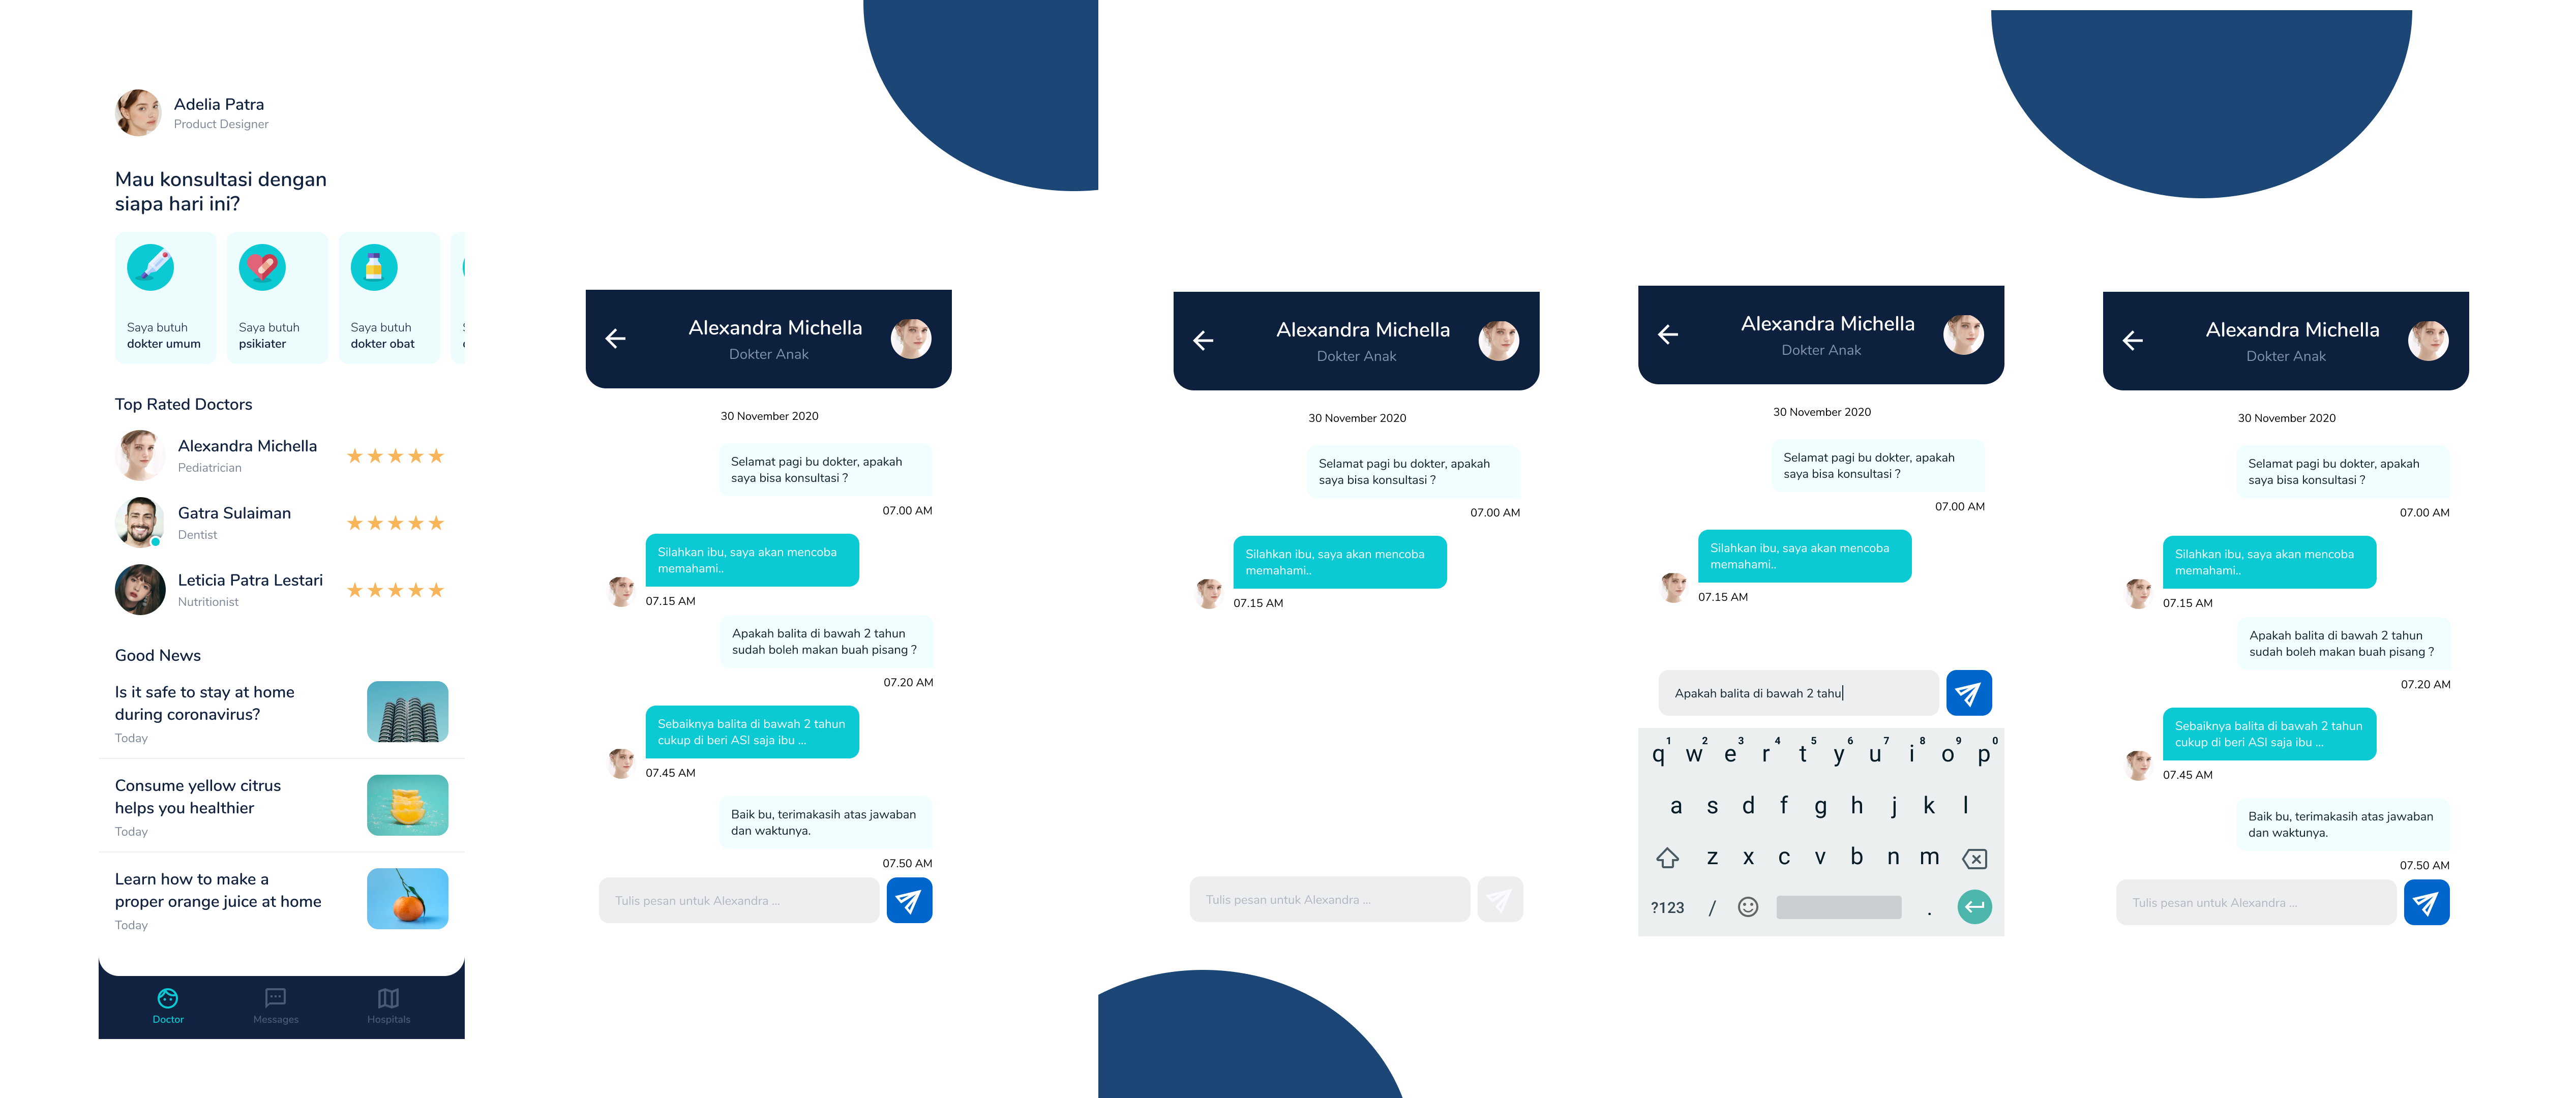 Adelia Patra
Product Designer
Mau konsultasi dengan
siapa hari ini?
Saya butuh
dokter umum
Saya butuh
psikiater
Saya butuh
dokter obat
Top Rated Doctors
Alexandra Michella
Pediatrician
Gatra Sulaiman
Dentist
Leticia Patra Lestari
Nutritionist
Good News
Is it safe to stay at home
during coronavirus?
Today
Consume yellow citrus
helps you healthier
Today
Learn how to make a
proper orange juice at home
Today
Doctor
Messages
Hospitals
Alexandra Michella
Dokter Anak
30 November 2020
Selamat pagi bu dokter, apakah
saya bisa konsultasi ?
07.00 AM
Silahkan ibu, saya akan mencoba
memahami..
07.15 AM
Apakah balita di bawah 2 tahun
sudah boleh makan buah pisang ?
07.20 AM
Sebaiknya balita di bawah 2 tahun
cukup di beri ASI saja ibu ...
07.45 AM
Baik bu, terimakasih atas jawaban
dan waktunya.
07.50 AM
Tulis pesan untuk Alexandra ...
Alexandra Michella
Dokter Anak
30 November 2020
Selamat pagi bu dokter, apakah
saya bisa konsultasi ?
07.00 AM
Silahkan ibu, saya akan mencoba
memahami..
07.15 AM
Tulis pesan untuk Alexandra ...
Alexandra Michella
Dokter Anak
30 November 2020
Selamat pagi bu dokter, apakah
saya bisa konsultasi ?
07.00 AM
Silahkan ibu, saya akan mencoba
memahami..
07.15 AM
Apakah balita di bawah 2 tahu
q1 w2 e3 r4 t5 y6 u7 i8 o9 p0
a s d f g h j k l
z x c v b n m
?123 / .
Alexandra Michella
Dokter Anak
30 November 2020
Selamat pagi bu dokter, apakah
saya bisa konsultasi ?
07.00 AM
Silahkan ibu, saya akan mencoba
memahami..
07.15 AM
Apakah balita di bawah 2 tahun
sudah boleh makan buah pisang ?
07.20 AM
Sebaiknya balita di bawah 2 tahun
cukup di beri ASI saja ibu ...
07.45 AM
Baik bu, terimakasih atas jawaban
dan waktunya.
07.50 AM
Tulis pesan untuk Alexandra ...